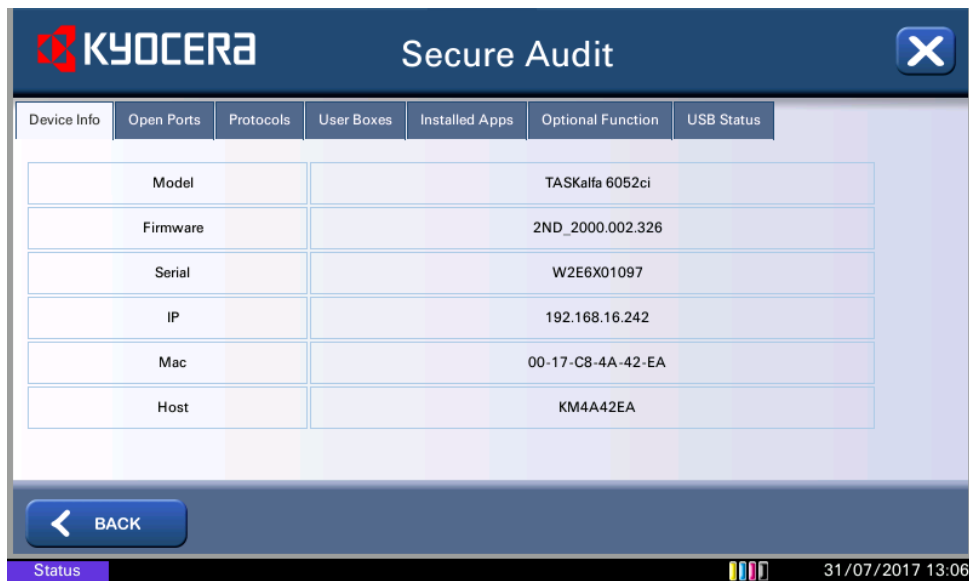 KYOCERA Secure Audit
Device Info Open Ports Protocols User Boxes Installed Apps Optional Function USB Status
Model TASKalfa 6052ci
Firmware 2ND_2000.002.326
Serial W2E6X01097
IP 192.168.16.242
Mac 00-17-C8-4A-42-EA
Host KM4A42EA
BACK
Status 31/07/2017 13:06